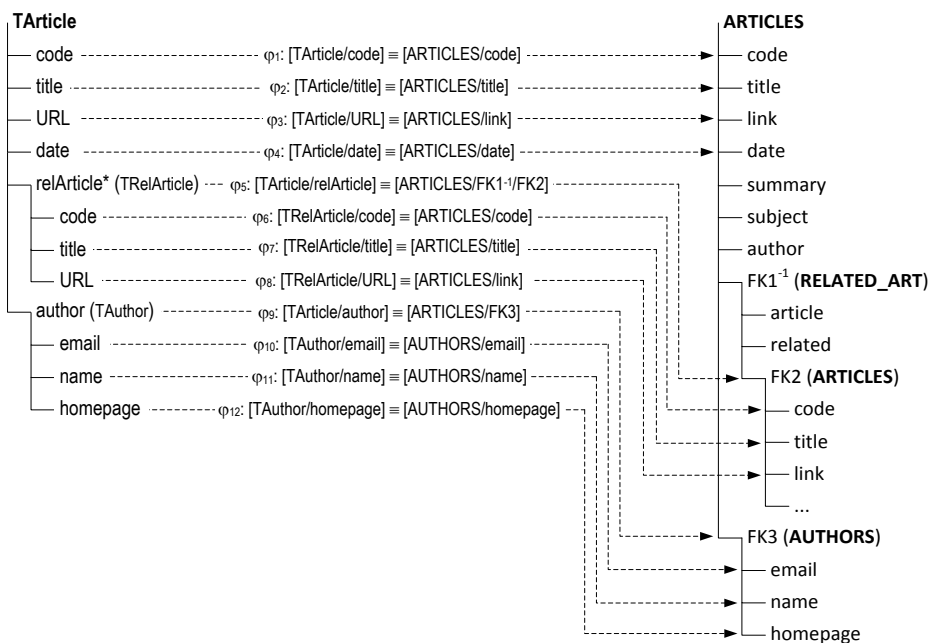 TArticle ARTICLES
code φ1: [TArticle/code] ≡ [ARTICLES/code] code
title φ2: [TArticle/title] ≡ [ARTICLES/title] title
URL φ3: [TArticle/URL] ≡ [ARTICLES/link] link
date φ4: [TArticle/date] ≡ [ARTICLES/date] date
relArticle* (TRelArticle) φ5: [TArticle/relArticle] ≡ [ARTICLES/FK1⁻¹/FK2] summary
code φ6: [TRelArticle/code] ≡ [ARTICLES/code] subject
title φ7: [TRelArticle/title] ≡ [ARTICLES/title] author
URL φ8: [TRelArticle/URL] ≡ [ARTICLES/link] FK1⁻¹ (RELATED_ART)
author (TAuthor) φ9: [TArticle/author] ≡ [ARTICLES/FK3] article
email φ10: [TAuthor/email] ≡ [AUTHORS/email] related
name φ11: [TAuthor/name] ≡ [AUTHORS/name] FK2 (ARTICLES)
homepage φ12: [TAuthor/homepage] ≡ [AUTHORS/homepage] code
title
link
...
FK3 (AUTHORS)
email
name
homepage